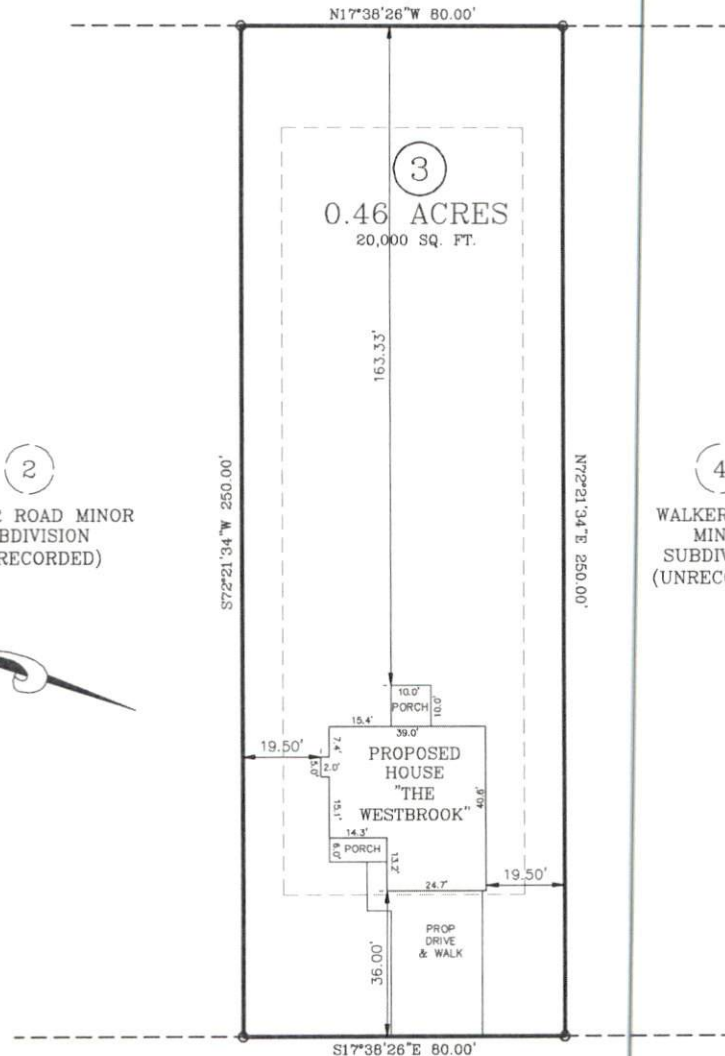 N17°38'26"W 80.00'
3
0.46 ACRES
20,000 SQ. FT.
163.33'
2
ROAD MINOR
BDIVISION
RECORDED)
S72°21'34"W 250.00'
N72°21'34"E 250.00'
4
WALKER
MIN
SUBDIV
(UNRECO
10.0'
PORCH
10.0'
15.4'
39.0'
19.50'
7.4'
5.0'
2.0'
PROPOSED
HOUSE
"THE
WESTBROOK"
40.6'
15.1'
14.3'
6.0'
PORCH
13.2'
24.7'
19.50'
36.00'
PROP
DRIVE
& WALK
S17°38'26"E 80.00'